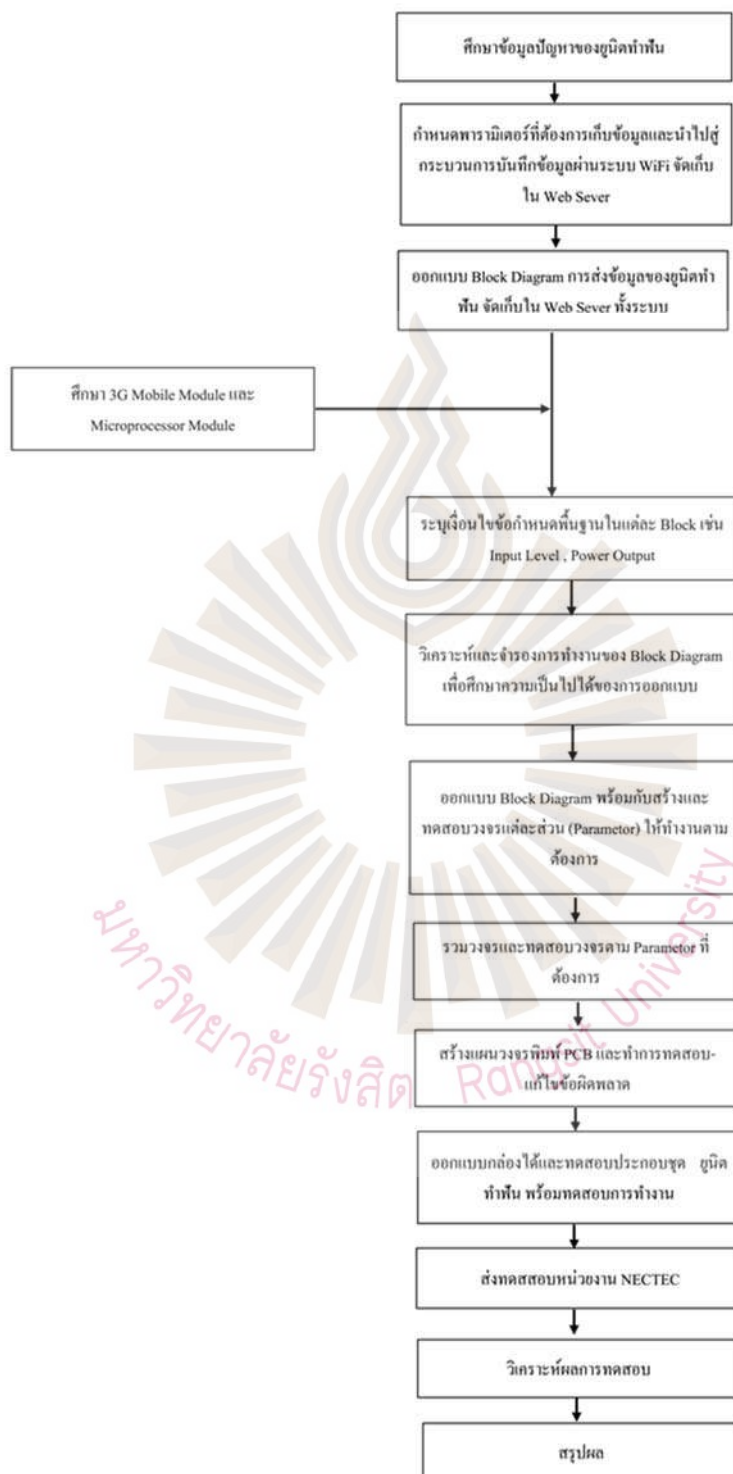 ศึกษาข้อมูลปัญหาของยูนิตทำฟัน
กำหนดพารามิเตอร์ที่ต้องการเก็บข้อมูลและนำไปสู่
กระบวนการบันทึกข้อมูลผ่านระบบ WiFi จัดเก็บ
ใน Web Sever
ออกแบบ Block Diagram การส่งข้อมูลของยูนิตทำ
ฟัน จัดเก็บใน Web Sever ทั้งระบบ
ศึกษา 3G Mobile Module และ
Microprocessor Module
ระบุเงื่อนไขข้อกำหนดพื้นฐานในแต่ละ Block เช่น
Input Level , Power Output
วิเคราะห์และจำรองการทำงานของ Block Diagram
เพื่อศึกษาความเป็นไปได้ของการออกแบบ
ออกแบบ Block Diagram พร้อมกับสร้างและ
ทดสอบวงจรแต่ละส่วน (Parametor) ให้ทำงานตาม
ต้องการ
รวมวงจรและทดสอบวงจรตาม Parametor ที่
ต้องการ
สร้างแผนวงจรพิมพ์ PCB และทำการทดสอบ-
แก้ไขข้อผิดพลาด
ออกแบบกล่องได้และทดสอบประกอบชุด ยูนิต
ทำฟัน พร้อมทดสอบการทำงาน
ส่งทดสสอบหน่วยงาน NECTEC
วิเคราะห์ผลการทดสอบ
สรุปผล
มหาวิทยาลัยรังสิต Rangsit University